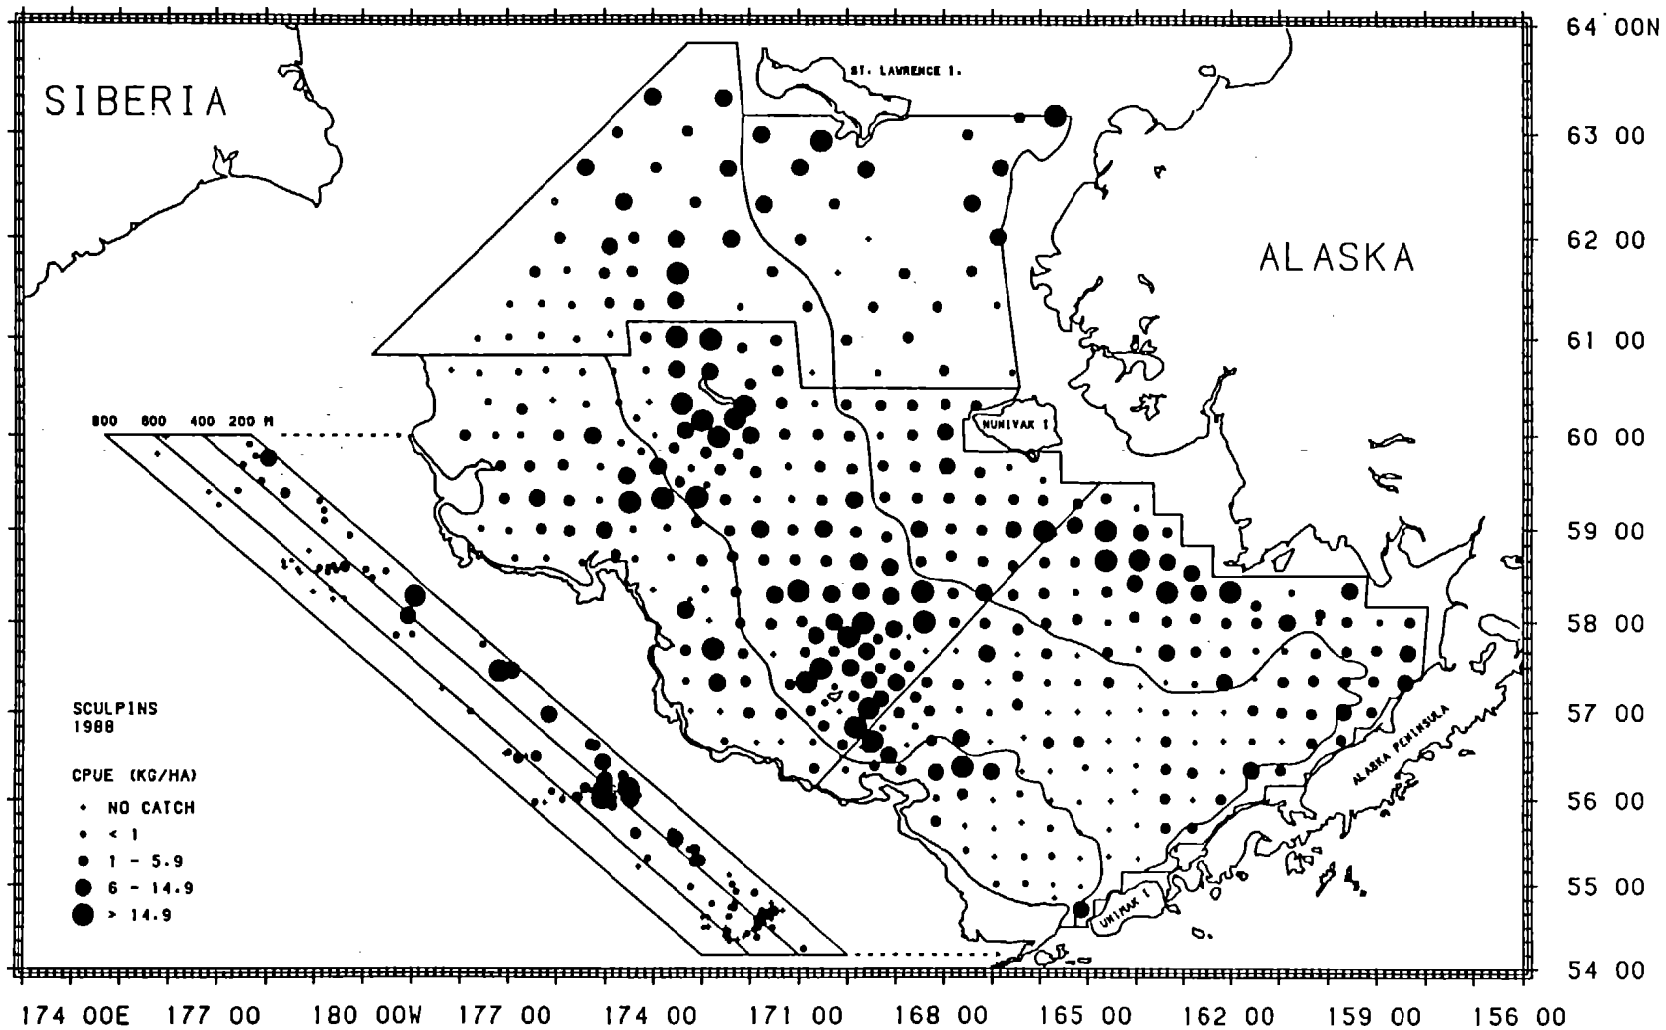 64 00N
ST. LAWRENCE I.
SIBERIA
63 00
62 00
ALASKA
61 00
800 600 400 200 M
NUNIVAK I
60 00
59 00
58 00
SCULPINS
1988
57 00
ALASKA PENINSULA
CPUE (KG/HA)
NO CATCH
56 00
< 1
1 - 5.9
6 - 14.9
55 00
> 14.9
UNIMAK I
54 00
174 00E 177 00 180 00W 177 00 174 00 171 00 168 00 165 00 162 00 159 00 156 00